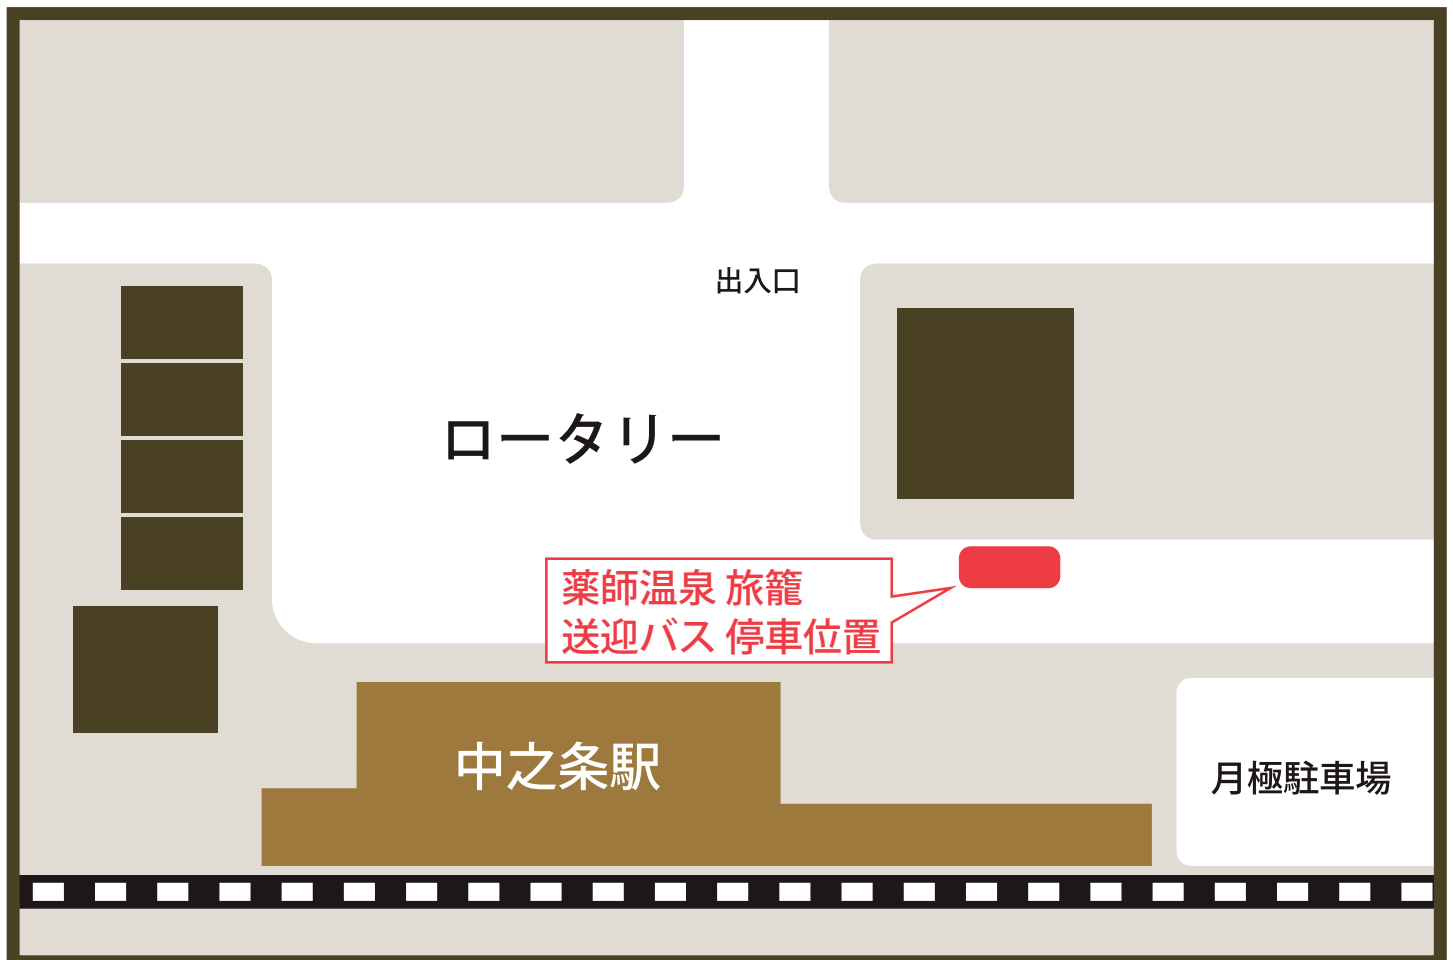 出入口
ロータリー
薬師温泉 旅籠
送迎バス 停車位置
中之条駅
月極駐車場